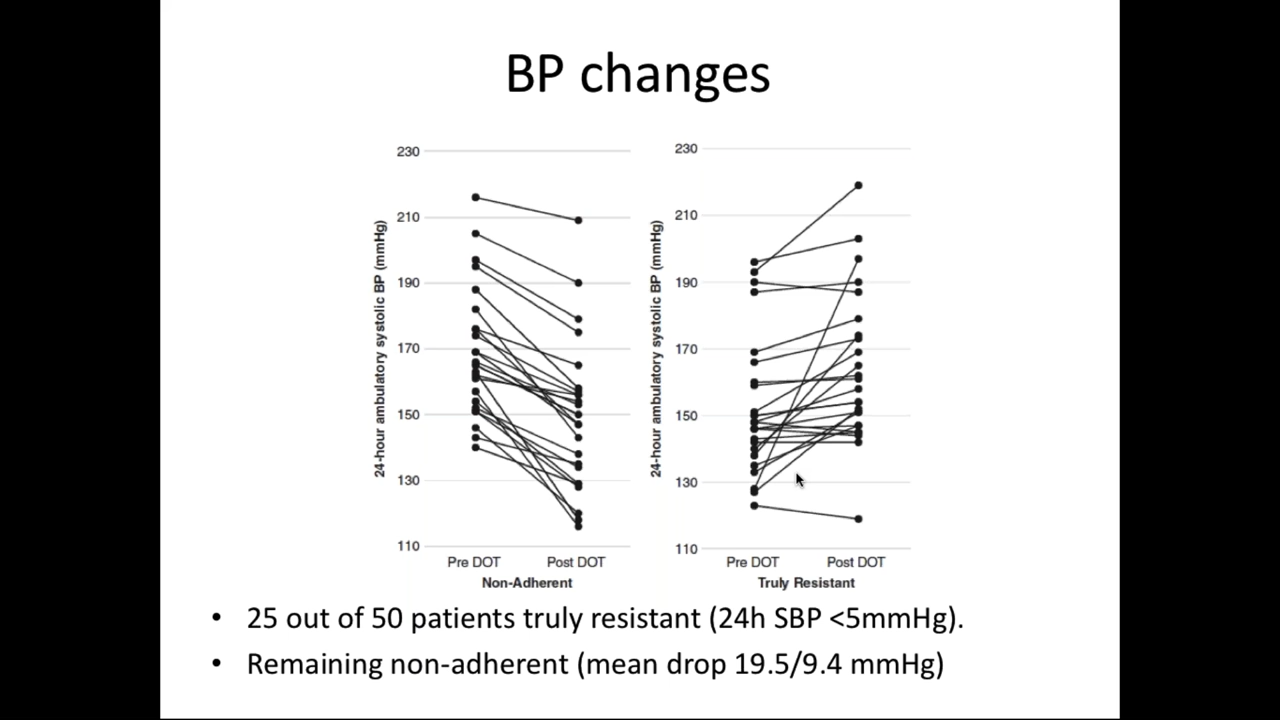 BP changes
230
210
190
170
150
130
110
24-hour ambulatory systolic BP (mmHg)
Pre DOT Post DOT
Non-Adherent
230
210
190
170
150
130
110
24-hour ambulatory systolic BP (mmHg)
Pre DOT Post DOT
Truly Resistant
• 25 out of 50 patients truly resistant (24h SBP <5mmHg).
• Remaining non-adherent (mean drop 19.5/9.4 mmHg)